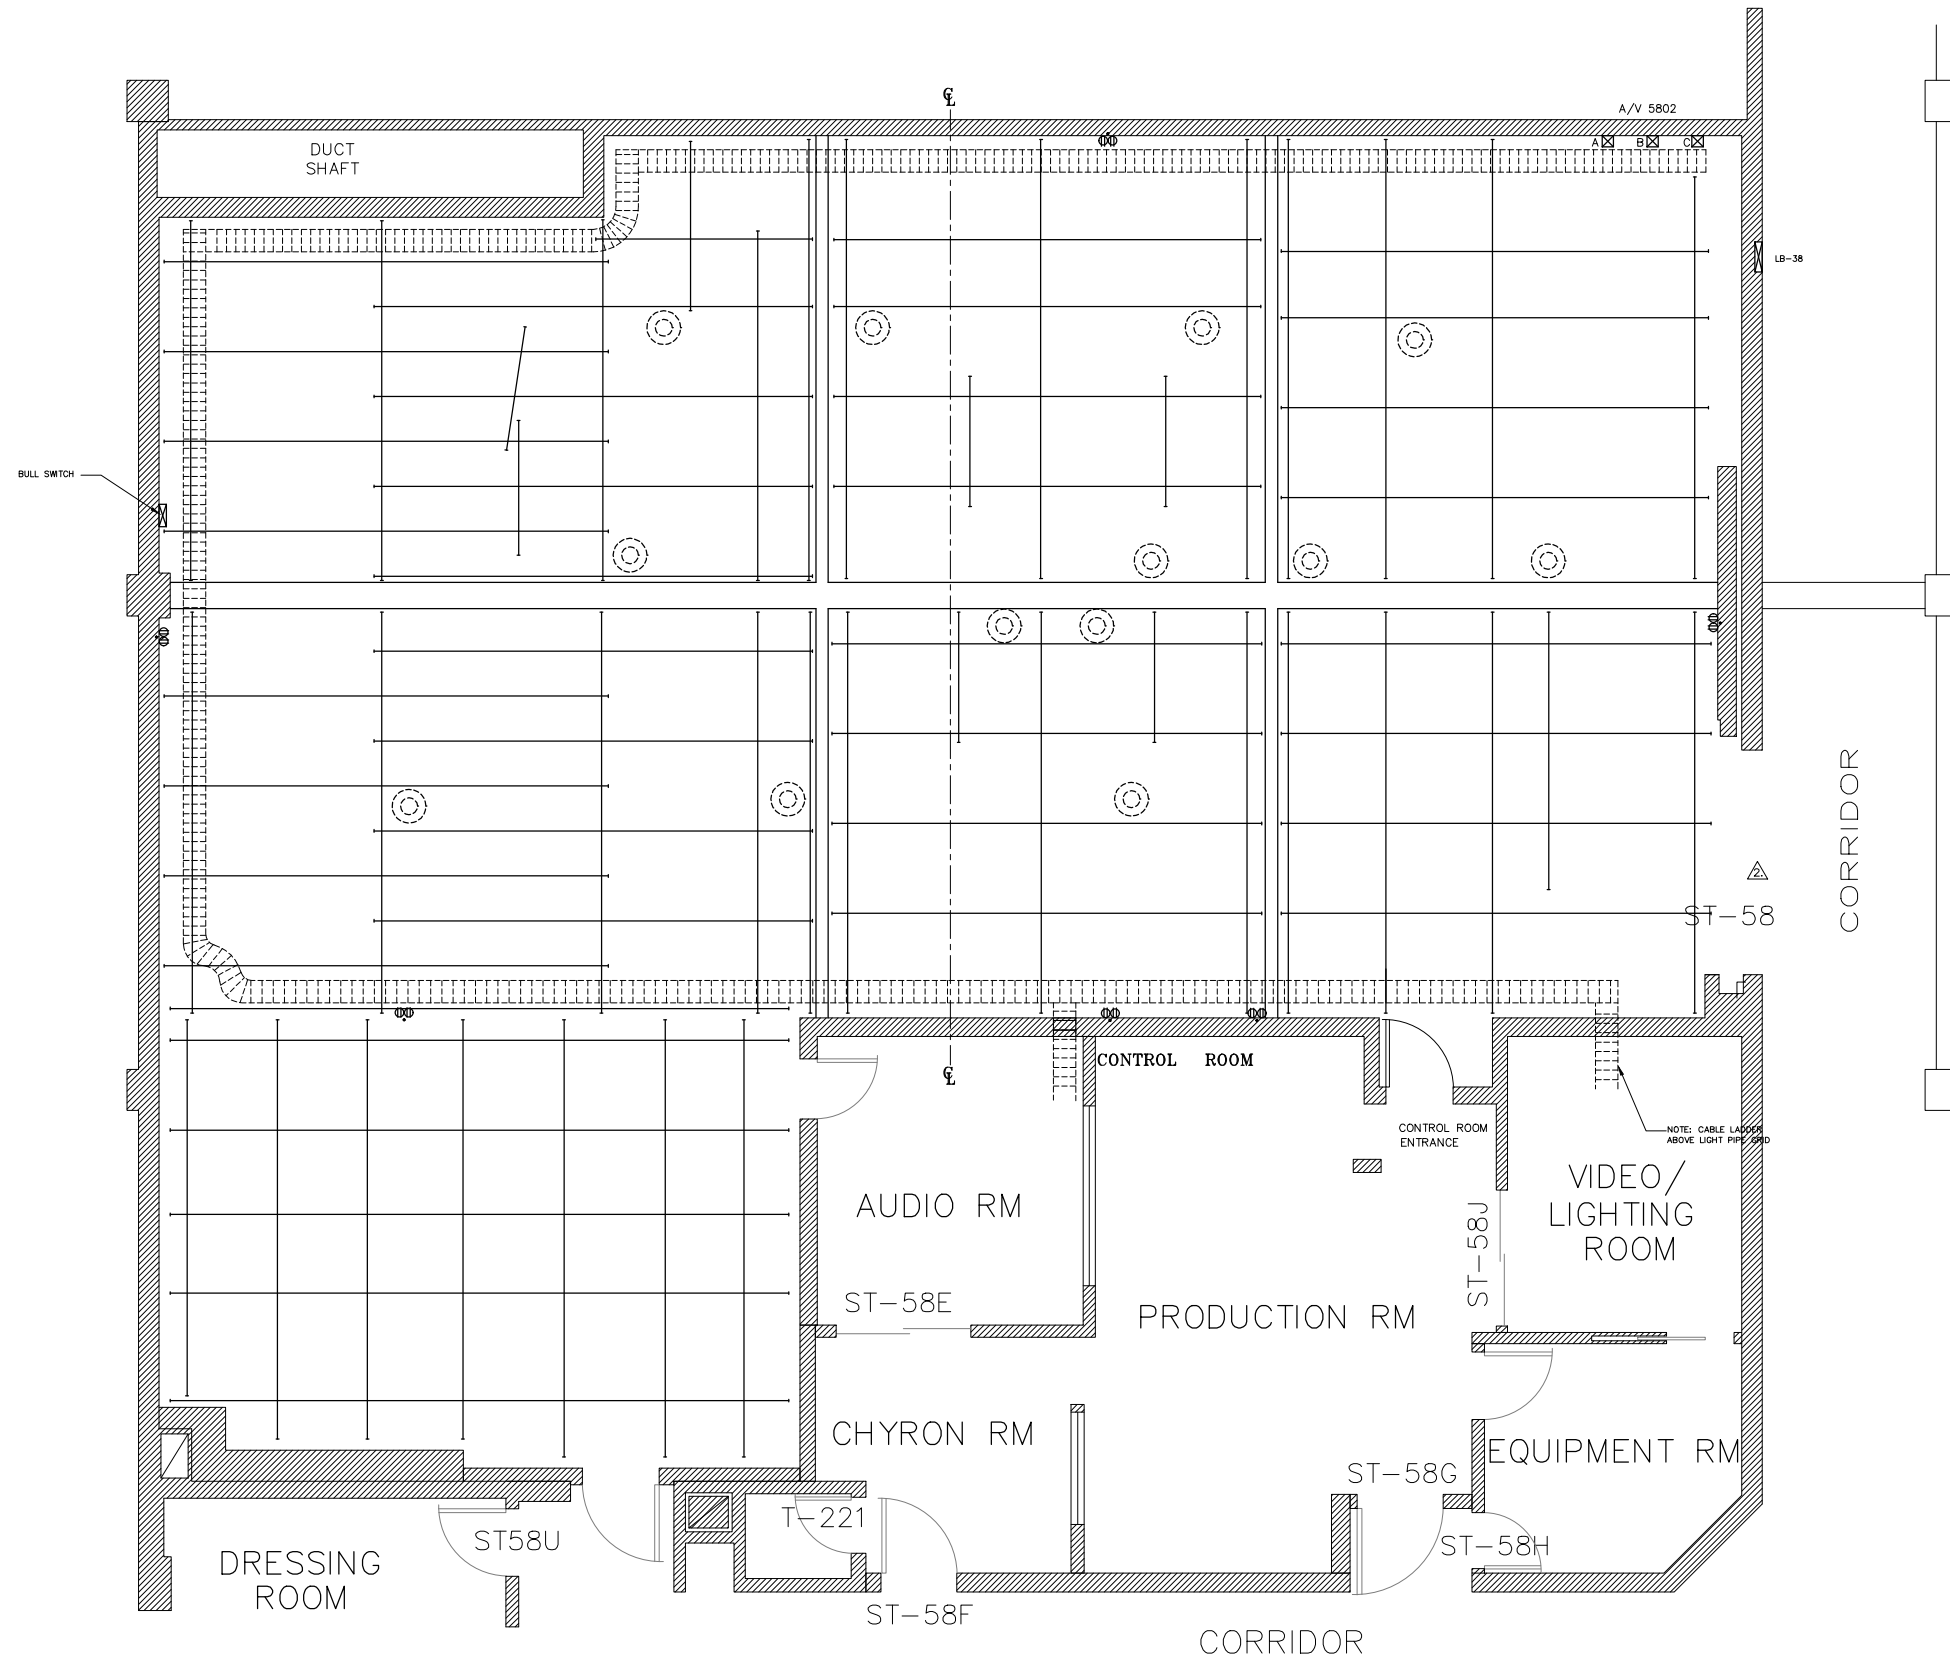 A/V 5802
A
B
C
DUCT
SHAFT
LB-38
BULL SWITCH
CORRIDOR
2.
ST-58
CONTROL ROOM
CONTROL ROOM
ENTRANCE
NOTE: CABLE LADDER
ABOVE LIGHT PIPE GRID
VIDEO/
LIGHTING
ROOM
AUDIO RM
ST-58J
ST-58E
PRODUCTION RM
CHYRON RM
EQUIPMENT RM
ST-58G
T-221
ST58U
ST-58H
DRESSING
ROOM
ST-58F
CORRIDOR